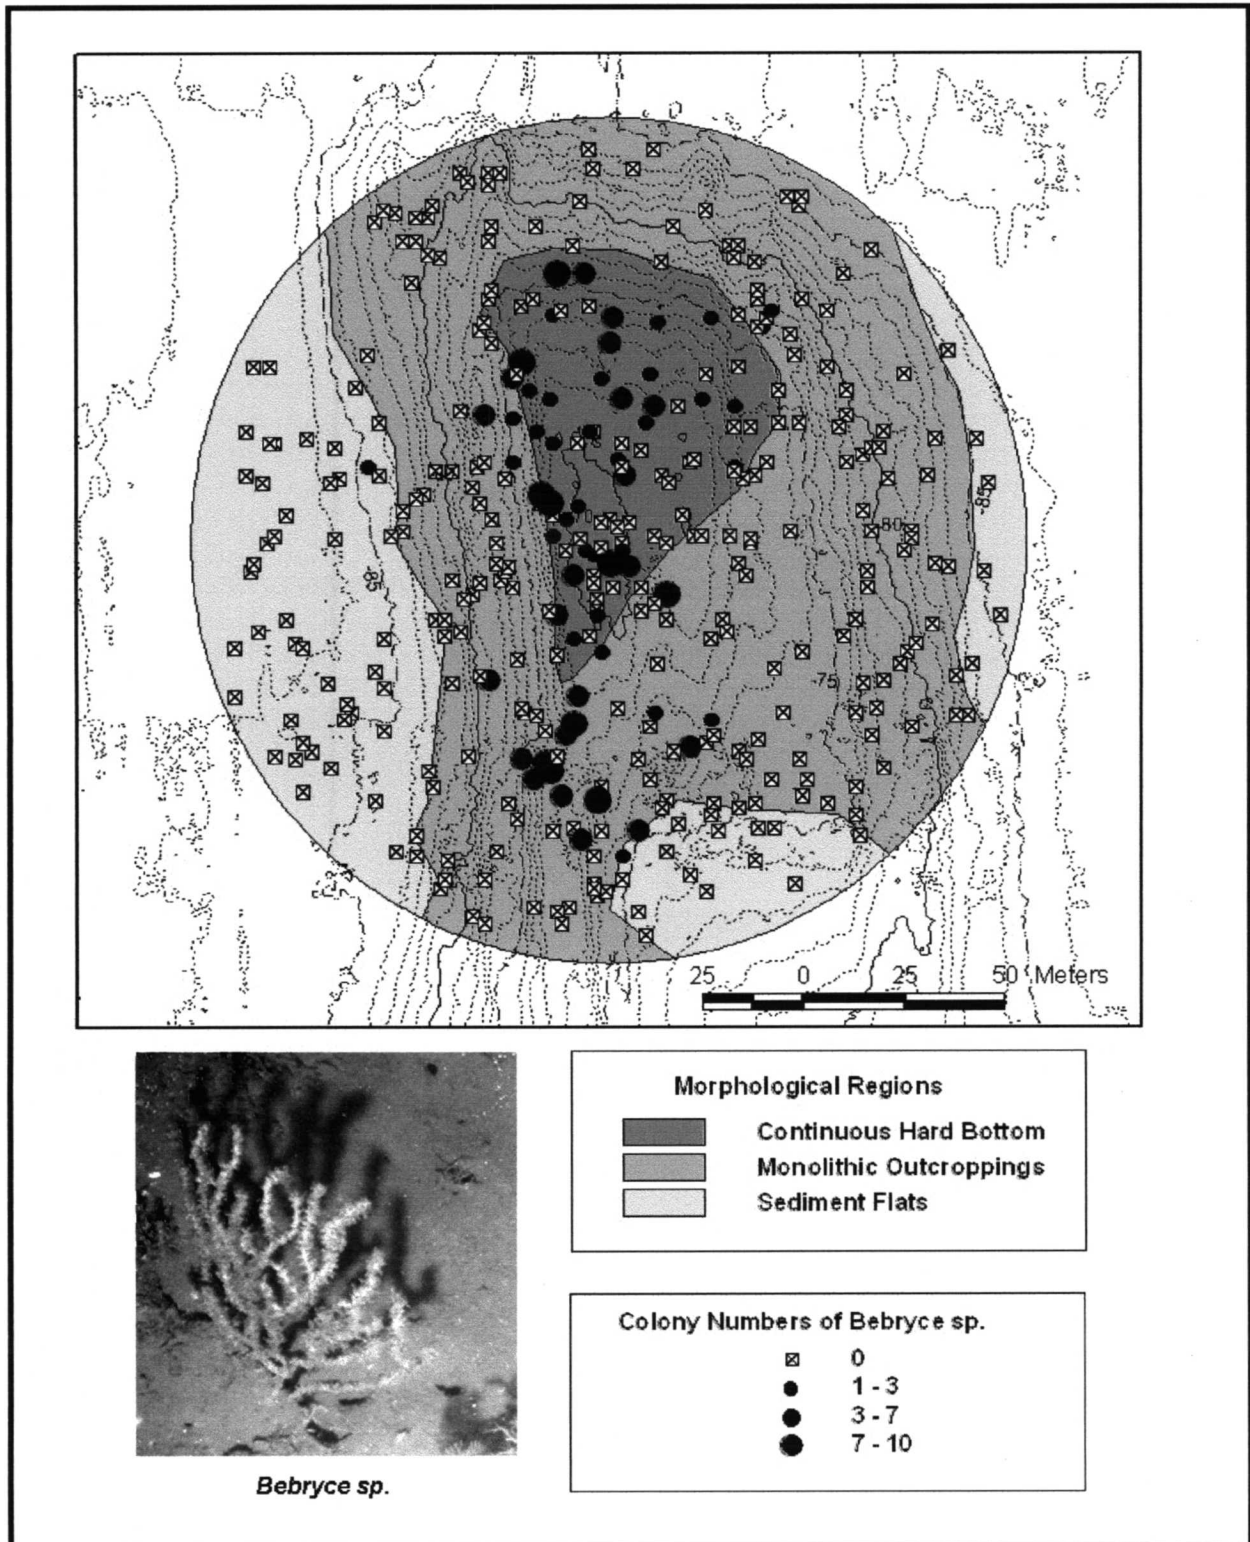 -85
-80
-85
-75
25 0 25 50 Meters
Morphological Regions
Continuous Hard Bottom
Monolithic Outcroppings
Sediment Flats
Colony Numbers of Bebryce sp.
0
1 - 3
3 - 7
7 - 10
Bebryce sp.